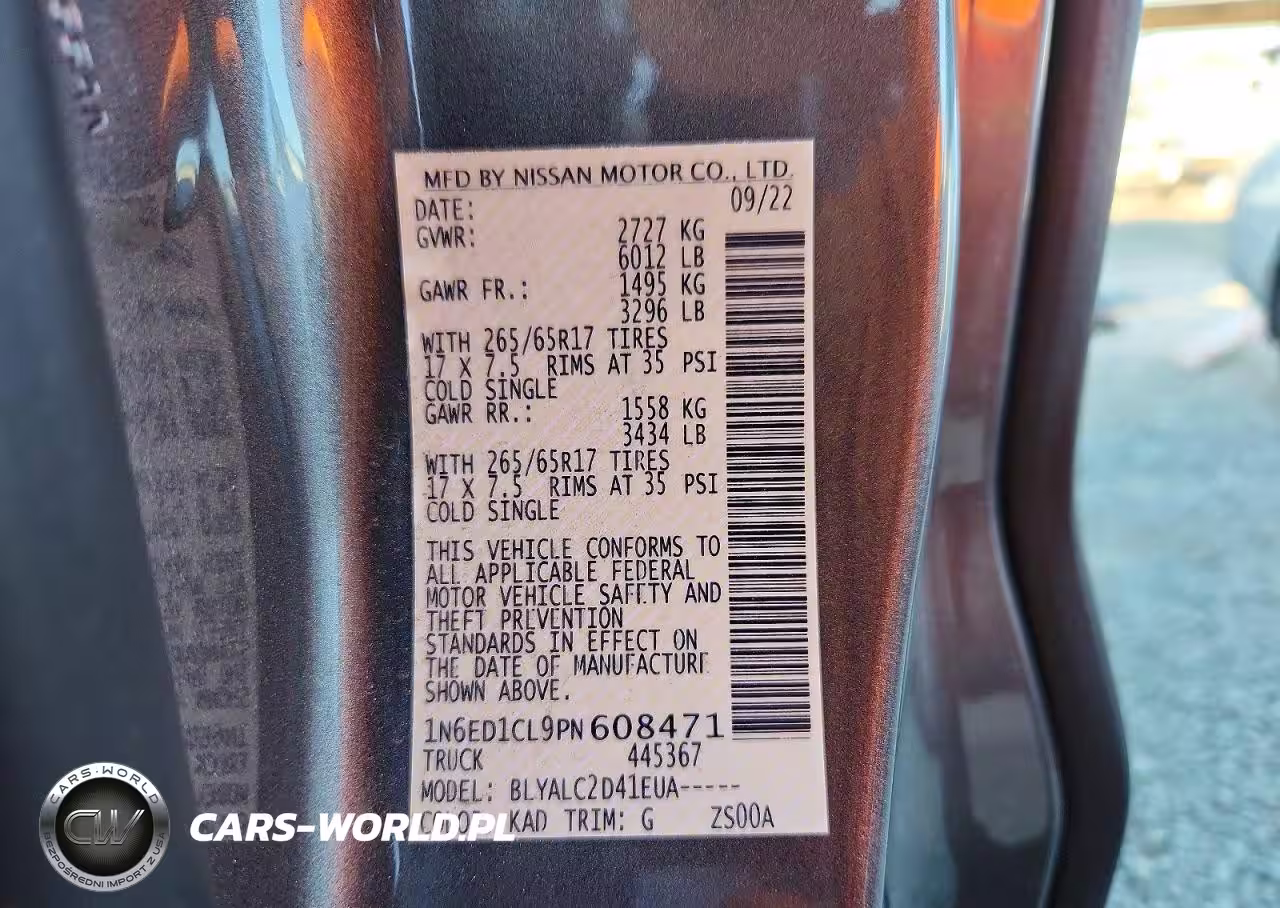 MFD BY NISSAN MOTOR CO., LTD.
DATE: 09/22
GVWR: 2727 KG
6012 LB
GAWR FR.: 1495 KG
3296 LB
WITH 265/65R17 TIRES
17 X 7.5 RIMS AT 35 PSI
COLD SINGLE
GAWR RR.: 1558 KG
3434 LB
WITH 265/65R17 TIRES
17 X 7.5 RIMS AT 35 PSI
COLD SINGLE
THIS VEHICLE CONFORMS TO
ALL APPLICABLE FEDERAL
MOTOR VEHICLE SAFETY AND
THEFT PREVENTION
STANDARDS IN EFFECT ON
THE DATE OF MANUFACTURE
SHOWN ABOVE.
1N6ED1CL9PN608471
TRUCK 445367
MODEL: BLYALC2D41EUA-----
KAD TRIM: G ZS00A
CARS-WORLD
CW
BEZPOŚREDNI IMPORT Z USA
CARS-WORLD.PL